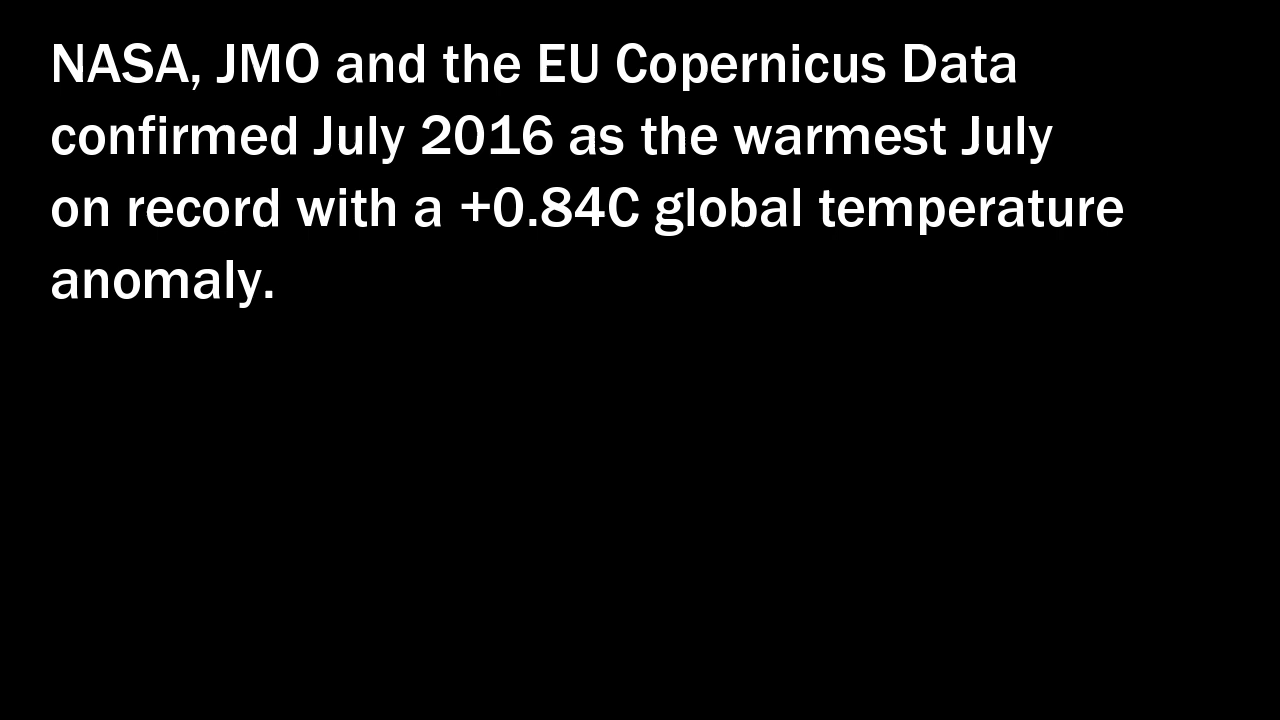 NASA, JMO and the EU Copernicus Data
confirmed July 2016 as the warmest July
on record with a +0.84C global temperature
anomaly.